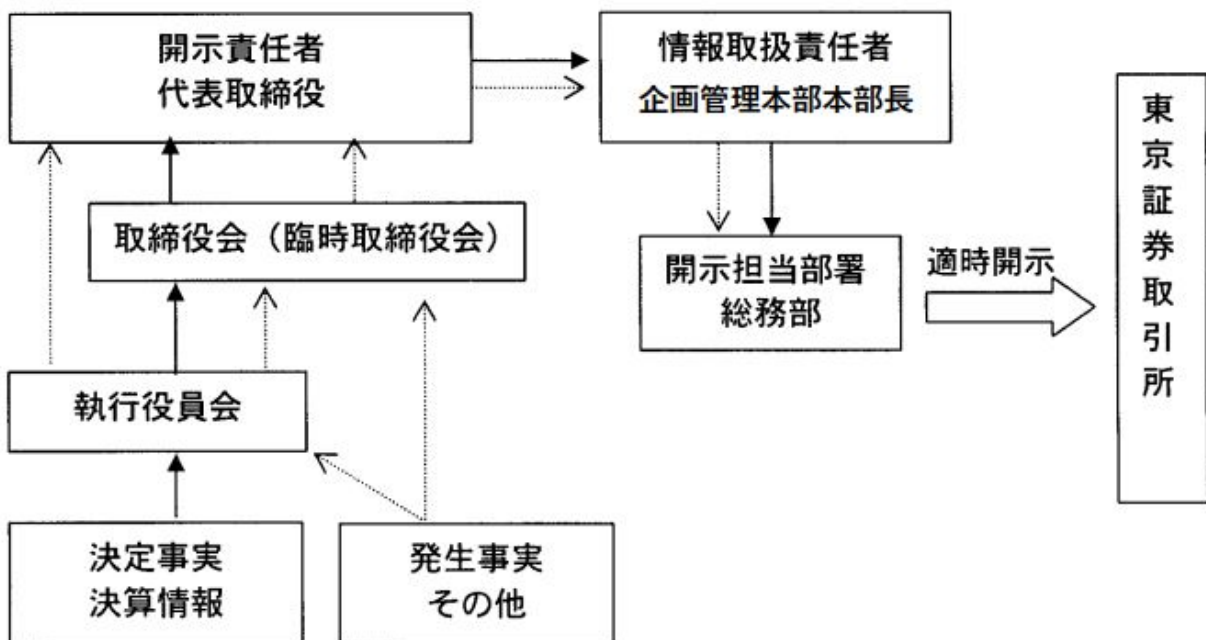 開示責任者
代表取締役
情報取扱責任者
企画管理本部本部長
取締役会（臨時取締役会）
開示担当部署
総務部
適時開示
東京証券取引所
執行役員会
決定事実
決算情報
発生事実
その他